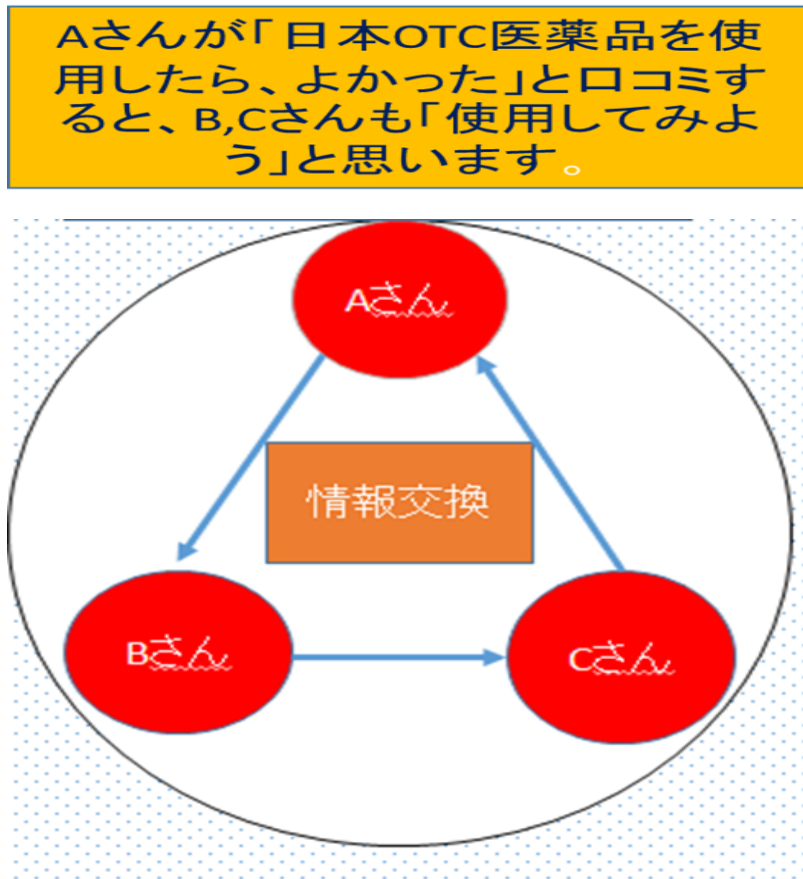 Aさんが「日本OTC医薬品を使
用したら、よかった」と口コミす
ると、B,Cさんも「使用してみよ
う」と思います。
Aさん
情報交換
Bさん
Cさん